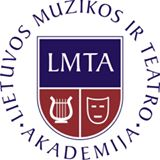 LIETUVOS MUZIKOS IR TEATRO
LMTA
• AKADEMIJA •